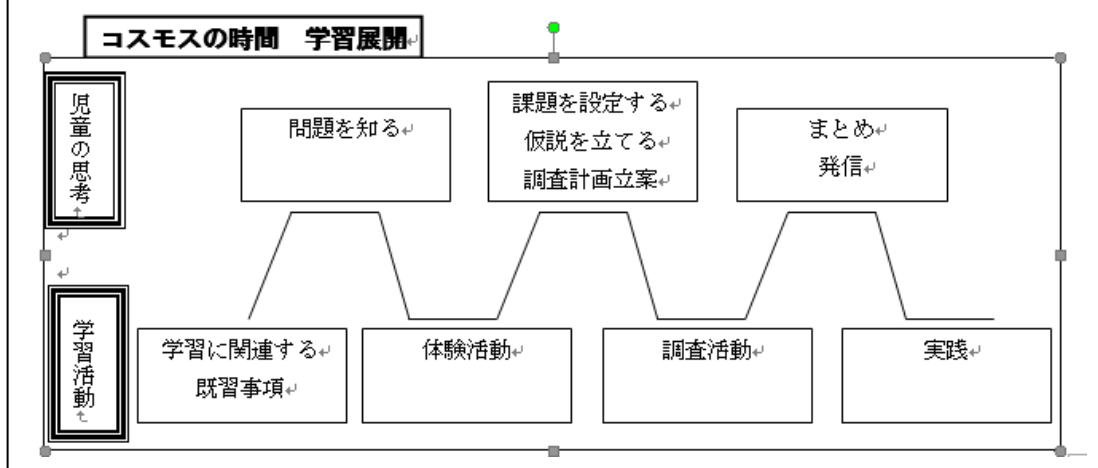 コスモスの時間　学習展開
児童の思考
問題を知る
課題を設定する
仮説を立てる
調査計画立案
まとめ
発信
学習活動
学習に関連する
既習事項
体験活動
調査活動
実践